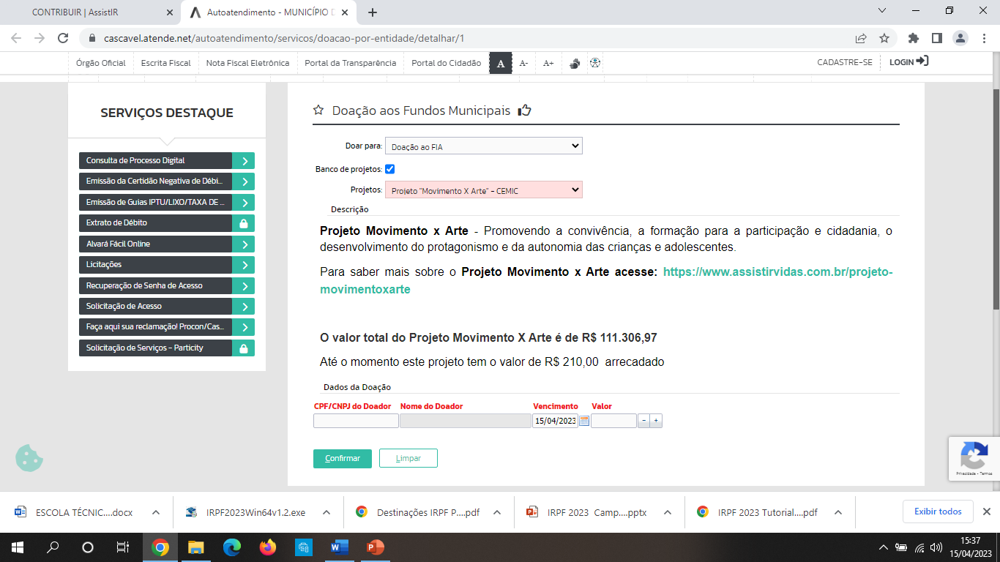 CONTRIBUIR | AssistIR
Autoatendimento - MUNICÍPIO D
cascavel.atende.net/autoatendimento/servicos/doacao-por-entidade/detalhar/1
Órgão Oficial
Escrita Fiscal
Nota Fiscal Eletrônica
Portal da Transparência
Portal do Cidadão
A
A-
A+
CADASTRE-SE
LOGIN
SERVIÇOS DESTAQUE
Consulta de Processo Digital
Emissão da Certidão Negativa de Débi...
Emissão de Guias IPTU/LIXO/TAXA DE ...
Extrato de Débito
Alvará Fácil Online
Licitações
Recuperação de Senha de Acesso
Solicitação de Acesso
Faça aqui sua reclamação! Procon/Cas...
Solicitação de Serviços - Particity
Doação aos Fundos Municipais
Doar para: Doação ao FIA
Banco de projetos:
Projetos: Projeto "Movimento X Arte" - CEMIC
Descrição
Projeto Movimento x Arte - Promovendo a convivência, a formação para a participação e cidadania, o
desenvolvimento do protagonismo e da autonomia das crianças e adolescentes.
Para saber mais sobre o Projeto Movimento x Arte acesse: https://www.assistirvidas.com.br/projeto-
movimentoxarte
O valor total do Projeto Movimento X Arte é de R$ 111.306,97
Até o momento este projeto tem o valor de R$ 210,00 arrecadado
Dados da Doação
CPF/CNPJ do Doador Nome do Doador Vencimento Valor
15/04/2023 - +
Confirmar Limpar
Privacidade - Termos
ESCOLA TÉCNIC....docx
IRPF2023Win64v1.2.exe
Destinações IRPF P....pdf
IRPF 2023 Camp....pptx
IRPF 2023 Tutorial....pdf
Exibir todos
15:37
15/04/2023